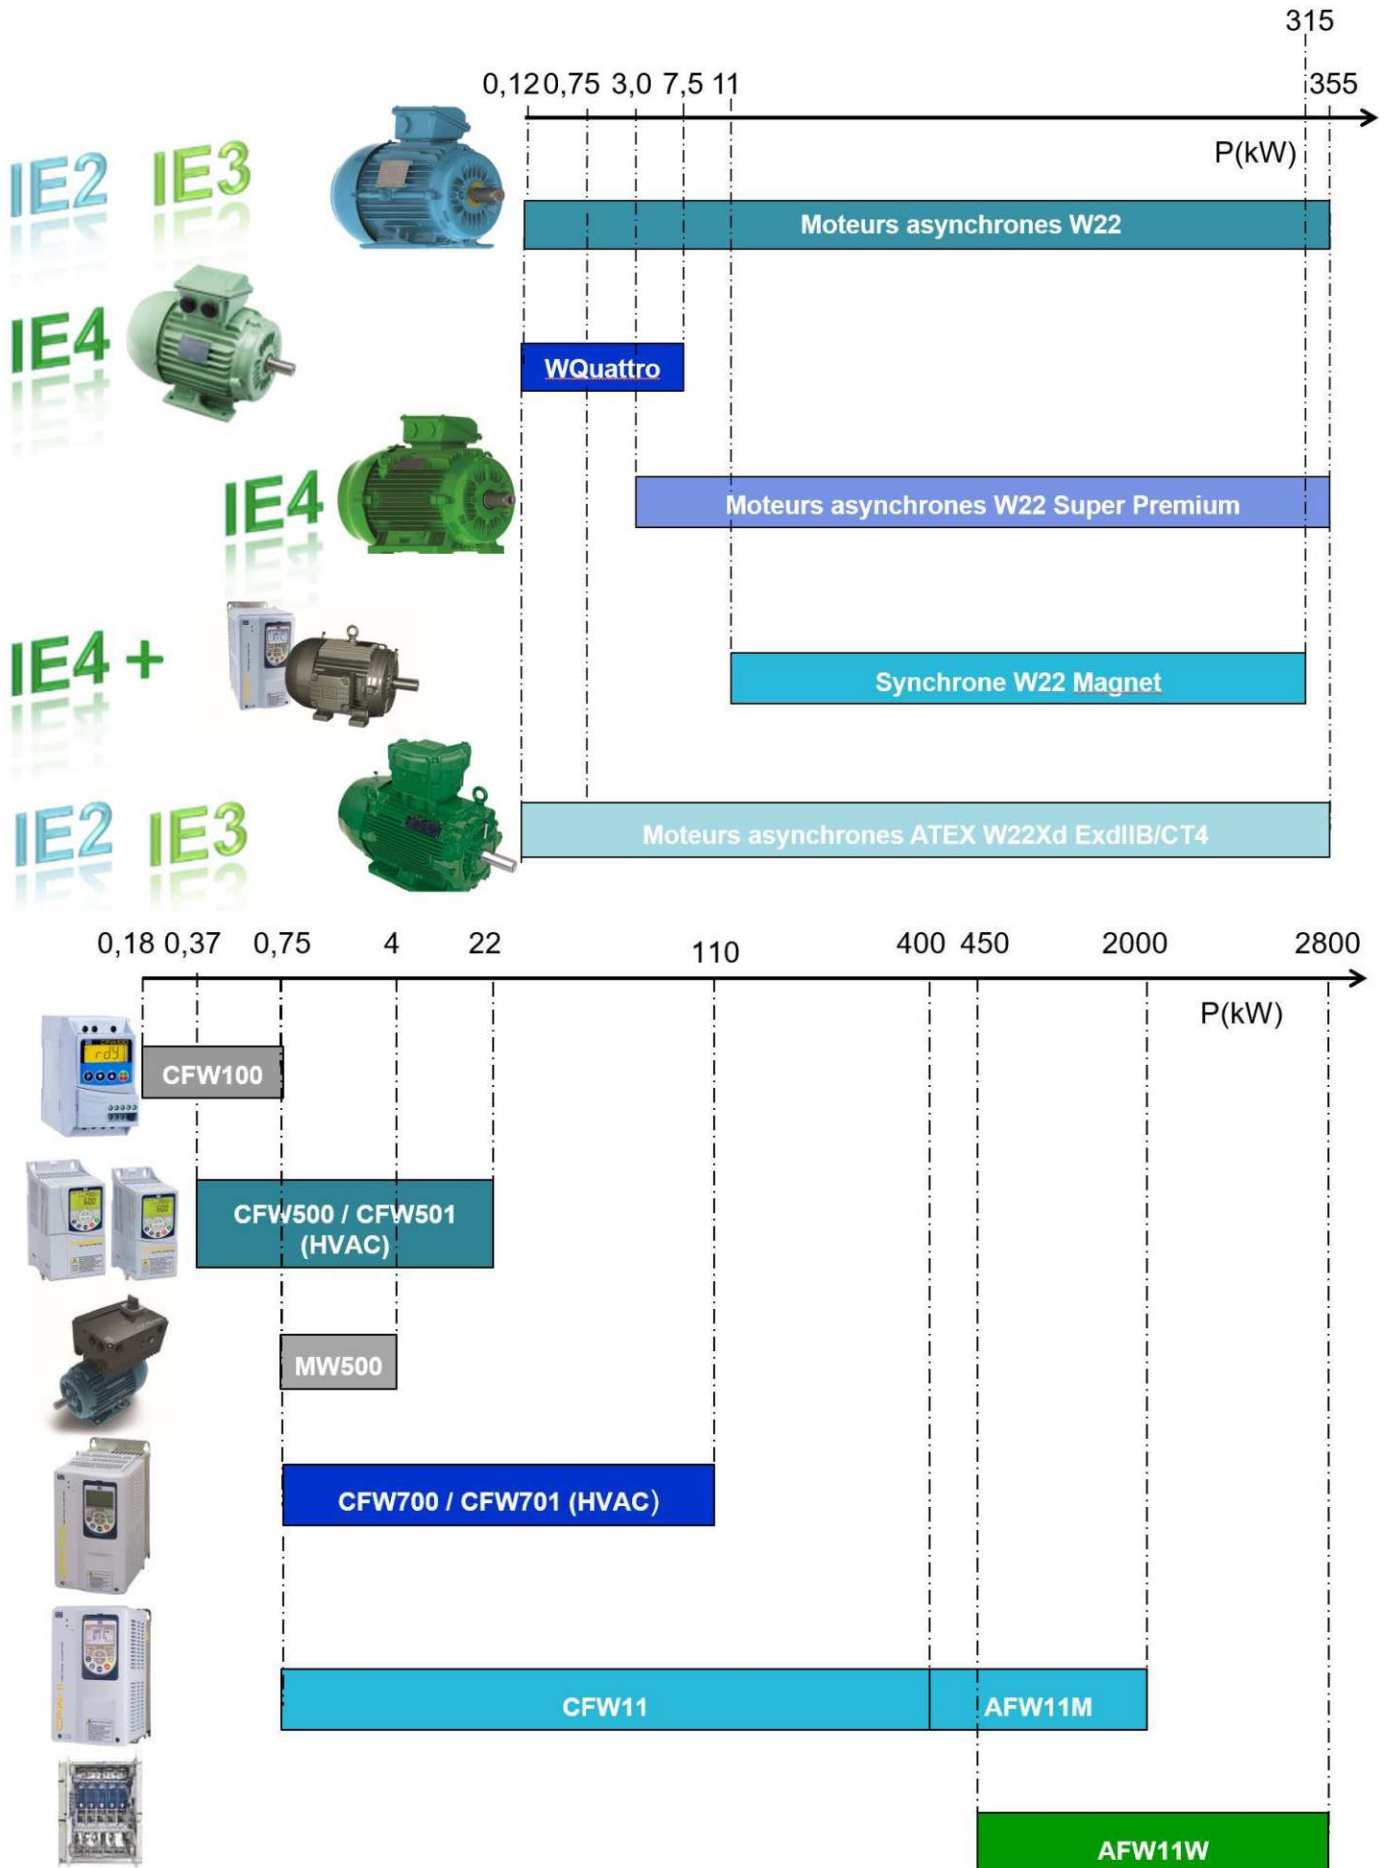 315
0,12 0,75 3,0 7,5 11 355
P(kW)
IE2 IE3
Moteurs asynchrones W22
IE4
WQuattro
IE4
Moteurs asynchrones W22 Super Premium
IE4 +
Synchrone W22 Magnet
IE2 IE3
Moteurs asynchrones ATEX W22Xd ExdIIB/CT4
0,18 0,37 0,75 4 22 110 400 450 2000 2800
P(kW)
rdy
CFW100
CFW500 / CFW501
(HVAC)
MW500
CFW700 / CFW701 (HVAC)
CFW-11
CFW11 AFW11M
AFW11W